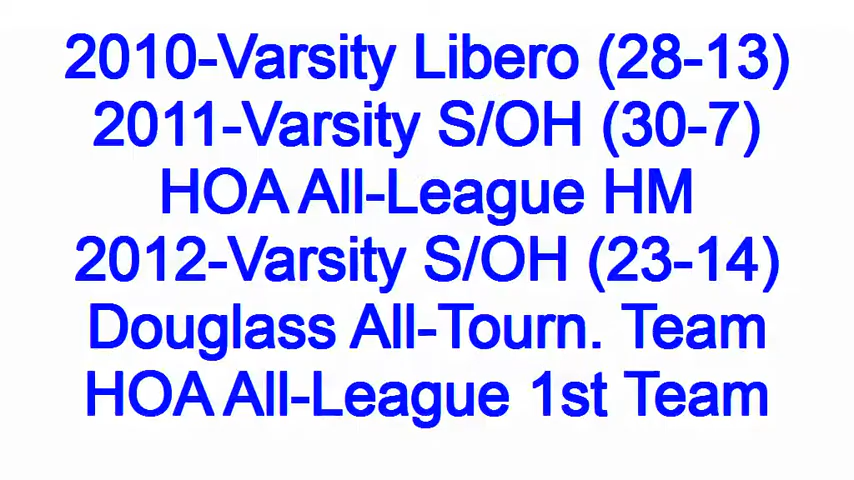 2010-Varsity Libero (28-13)
2011-Varsity S/OH (30-7)
HOA All-League HM
2012-Varsity S/OH (23-14)
Douglass All-Tourn. Team
HOA All-League 1st Team